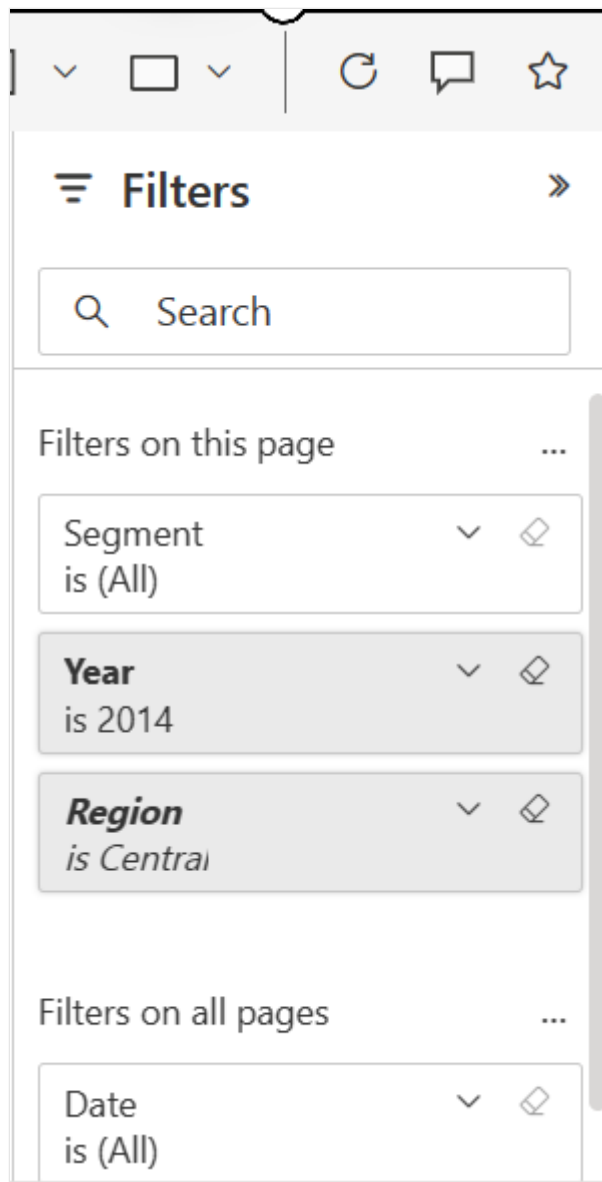 Filters
Search
Filters on this page
...
Segment
is (All)
Year
is 2014
Region
is Central
Filters on all pages
...
Date
is (All)